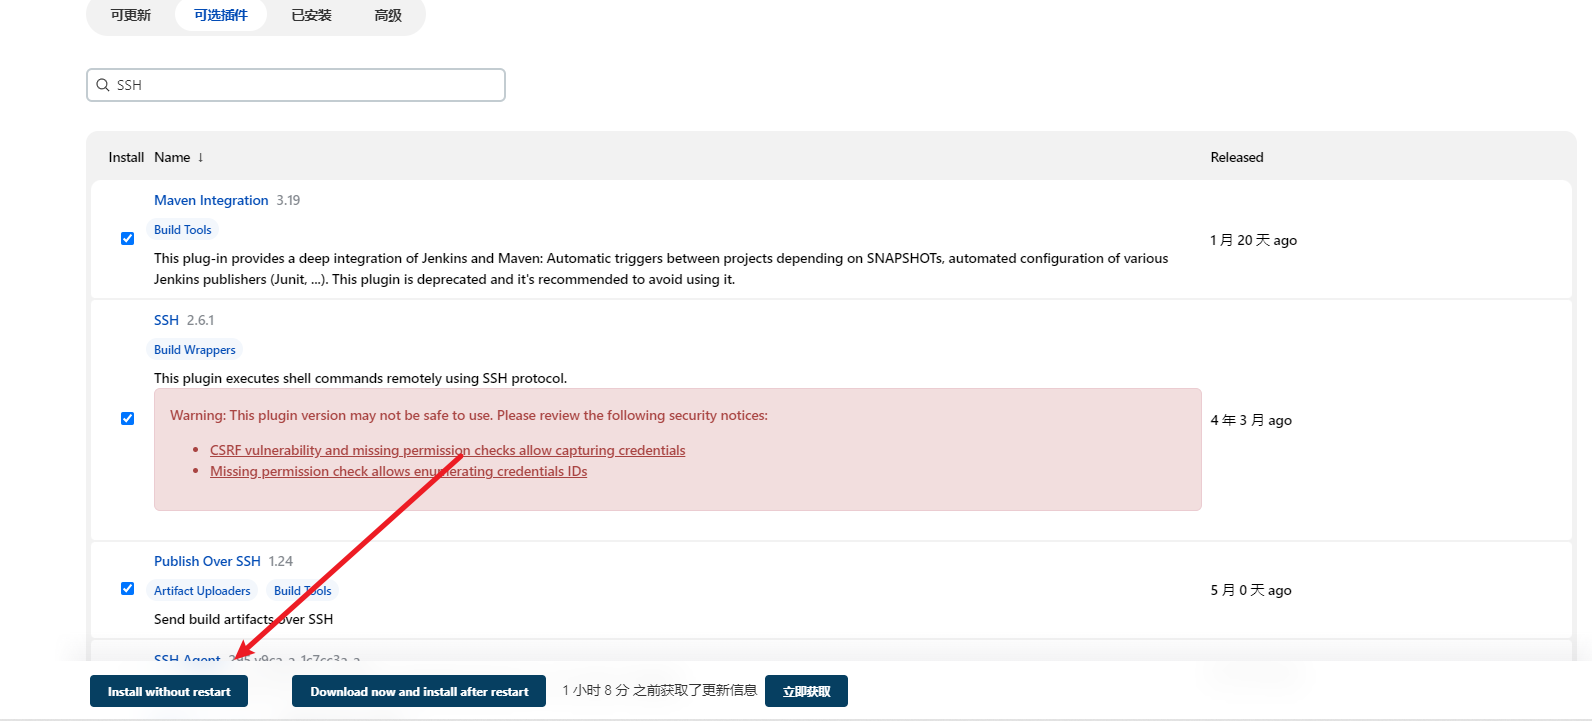 可更新 可选插件 已安装 高级
SSH
Install Name ↓ Released
Maven Integration 3.19
Build Tools
This plug-in provides a deep integration of Jenkins and Maven: Automatic triggers between projects depending on SNAPSHOTs, automated configuration of various
Jenkins publishers (Junit, ...). This plugin is deprecated and it's recommended to avoid using it.
1 月 20 天 ago
SSH 2.6.1
Build Wrappers
This plugin executes shell commands remotely using SSH protocol.
Warning: This plugin version may not be safe to use. Please review the following security notices:
• CSRF vulnerability and missing permission checks allow capturing credentials
• Missing permission check allows enumerating credentials IDs
4 年 3 月 ago
Publish Over SSH 1.24
Artifact Uploaders Build Tools
Send build artifacts over SSH
5 月 0 天 ago
SSH Agent
Install without restart Download now and install after restart 1 小时 8 分 之前获取了更新信息 立即获取